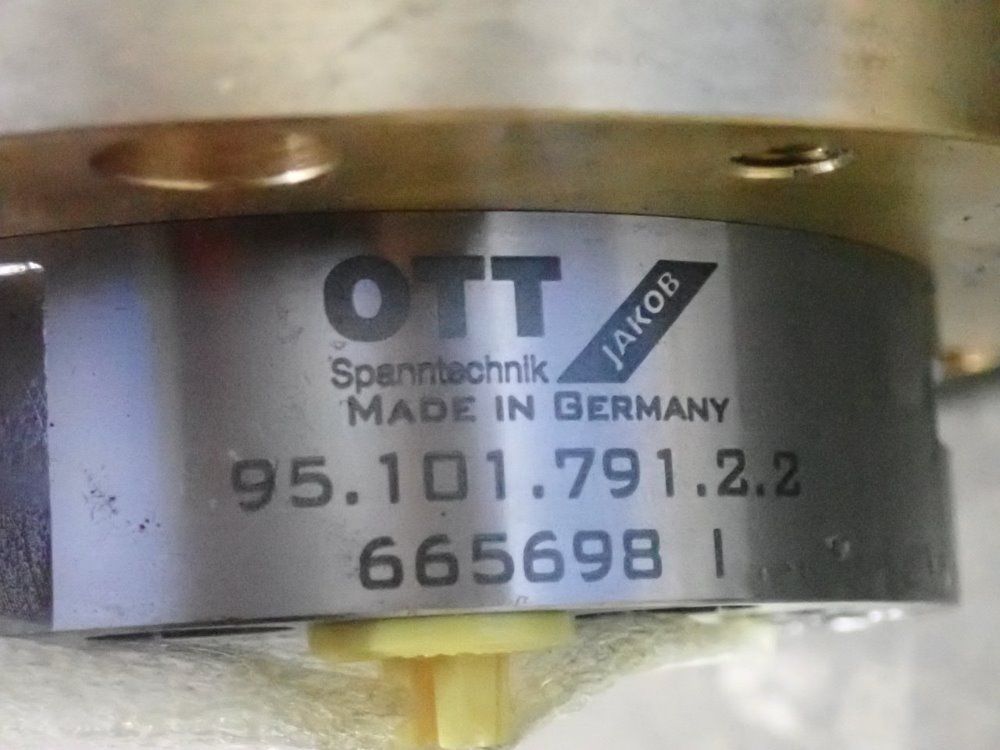 OTT
JAKOB
Spanntechnik
MADE IN GERMANY
95.101.791.2.2
665698 I